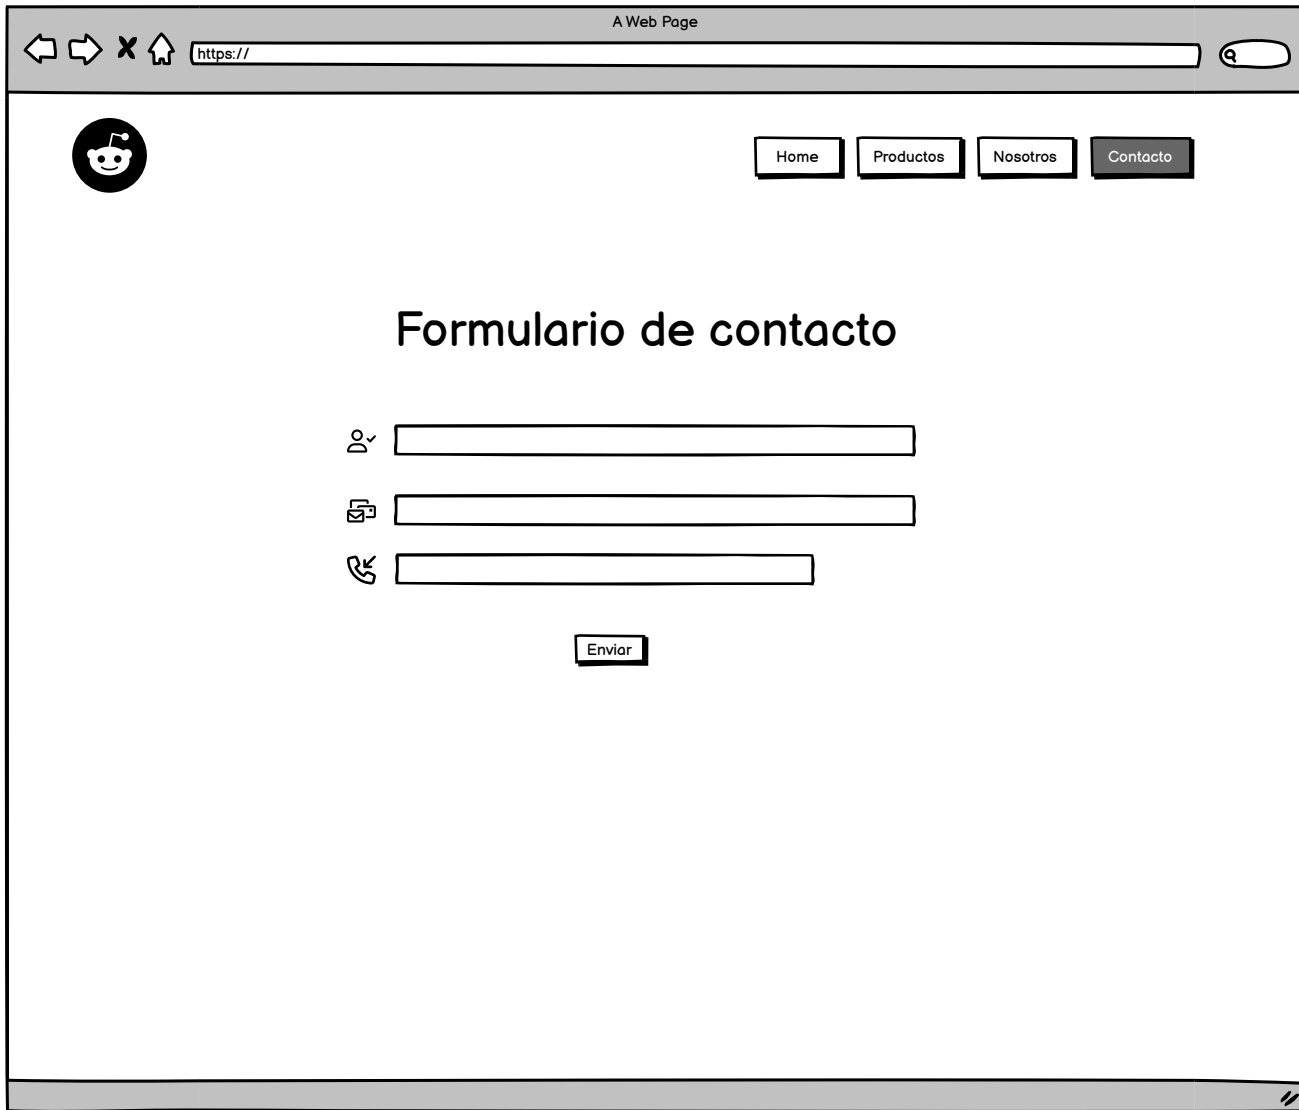 A Web Page
https://
Home
Productos
Nosotros
Contacto
Formulario de contacto
Enviar